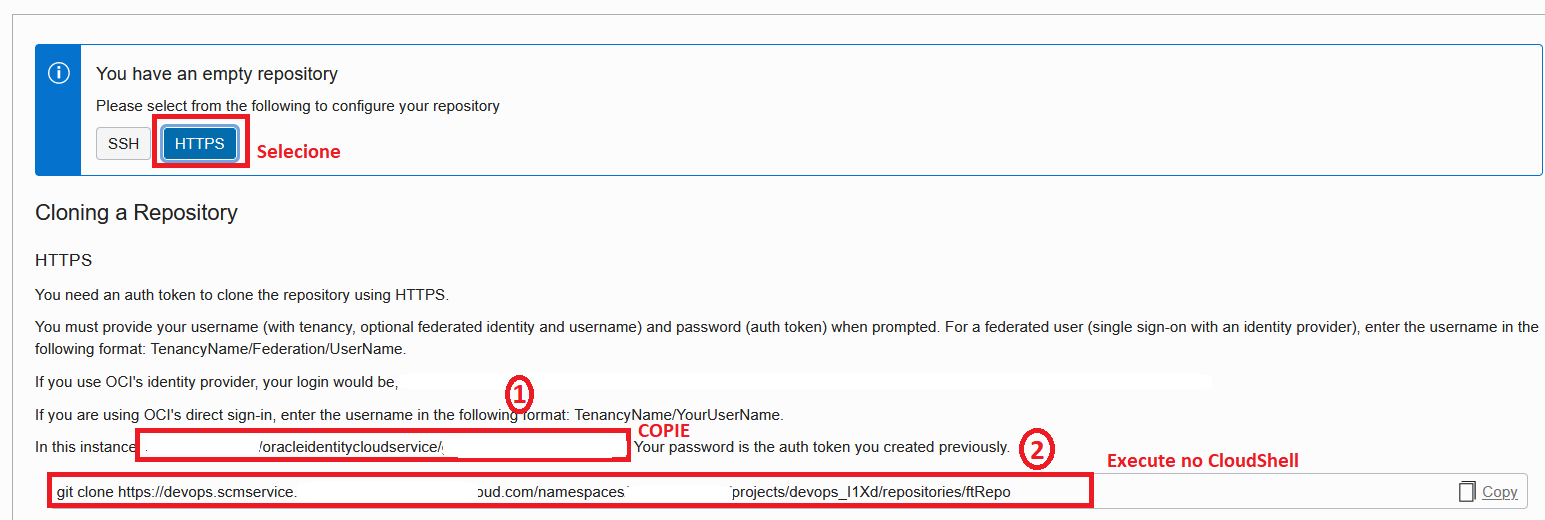 You have an empty repository
Please select from the following to configure your repository
SSH HTTPS Selecione
Cloning a Repository
HTTPS
You need an auth token to clone the repository using HTTPS.
You must provide your username (with tenancy, optional federated identity and username) and password (auth token) when prompted. For a federated user (single sign-on with an identity provider), enter the username in the
following format: TenancyName/Federation/UserName.
If you use OCI's identity provider, your login would be,
1
If you are using OCI's direct sign-in, enter the username in the following format: TenancyName/YourUserName.
COPIE
In this instance /oracleidentitycloudservice/ Your password is the auth token you created previously. 2
Execute no CloudShell
git clone https://devops.scmservice. oud.com/namespaces /projects/devops_I1Xd/repositories/ftRepo Copy